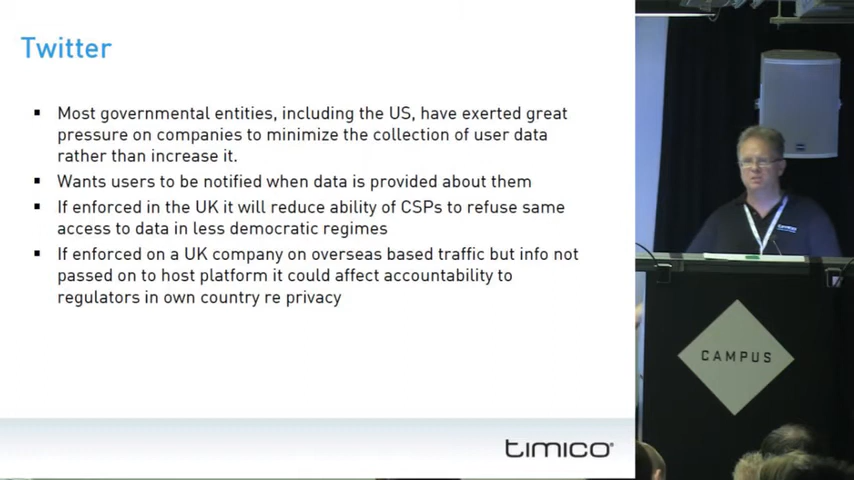 Twitter
Most governmental entities, including the US, have exerted great
pressure on companies to minimize the collection of user data
rather than increase it.
Wants users to be notified when data is provided about them
If enforced in the UK it will reduce ability of CSPs to refuse same
access to data in less democratic regimes
If enforced on a UK company on overseas based traffic but info not
passed on to host platform it could affect accountability to
regulators in own country re privacy
timico
CAMPUS